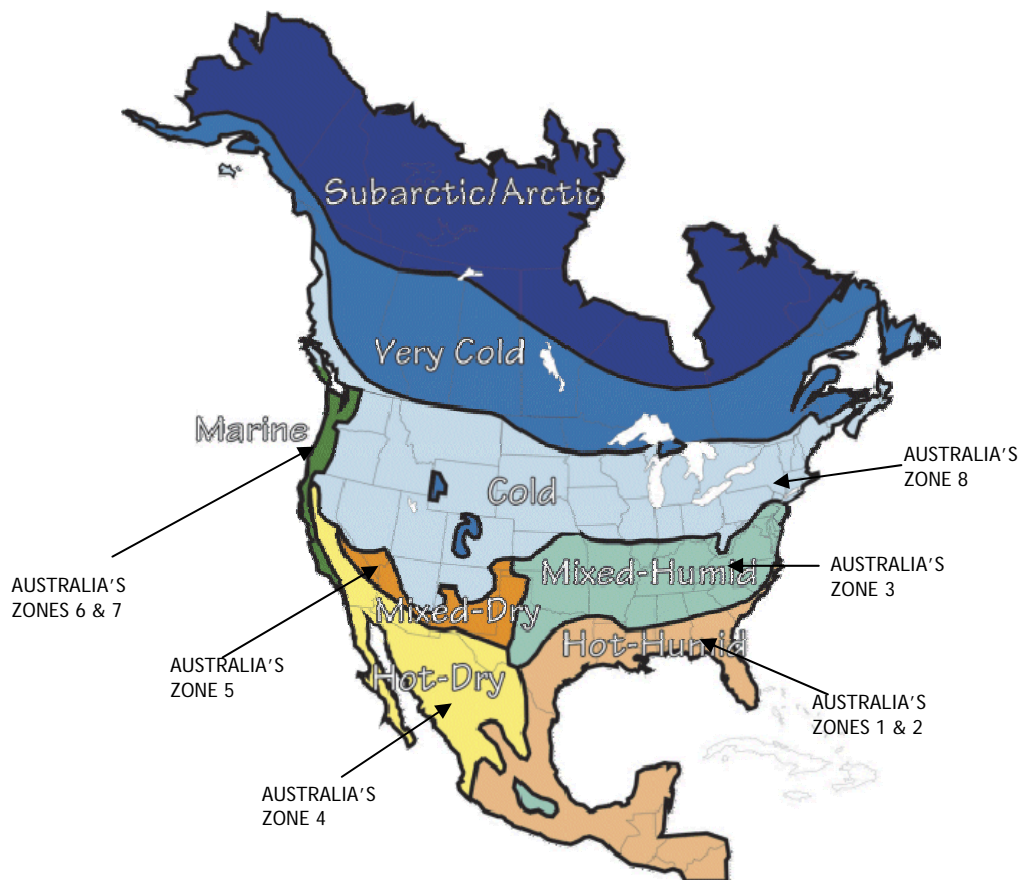 Subarctic/Arctic
Very Cold
Marine
Cold
AUSTRALIA'S
ZONE 8
Mixed-Humid
AUSTRALIA'S
ZONE 3
AUSTRALIA'S
ZONES 6 & 7
Mixed-Dry
Hot-Humid
AUSTRALIA'S
ZONE 5
Hot-Dry
AUSTRALIA'S
ZONES 1 & 2
AUSTRALIA'S
ZONE 4